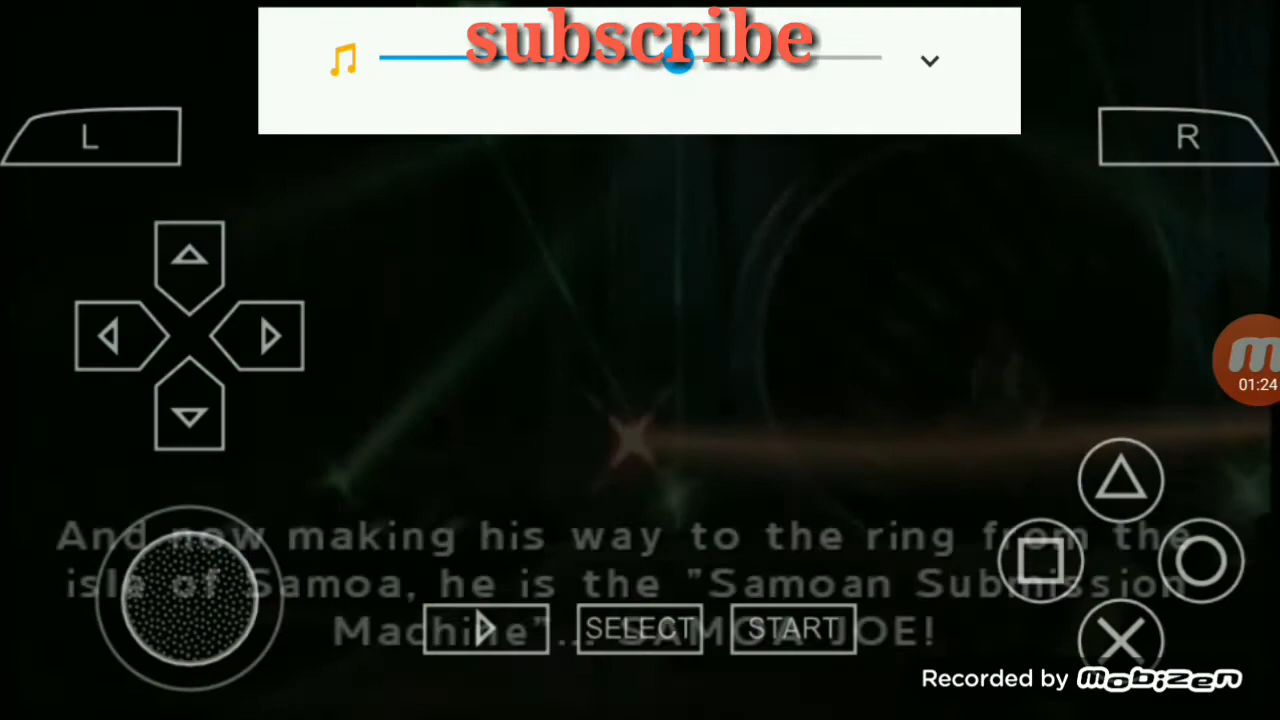 subscribe
L
R
01:24
And now making his way to the ring from the
isle of Samoa, he is the "Samoan Submission
Machine"... SAMOA JOE!
SELECT
START
Recorded by mobizen